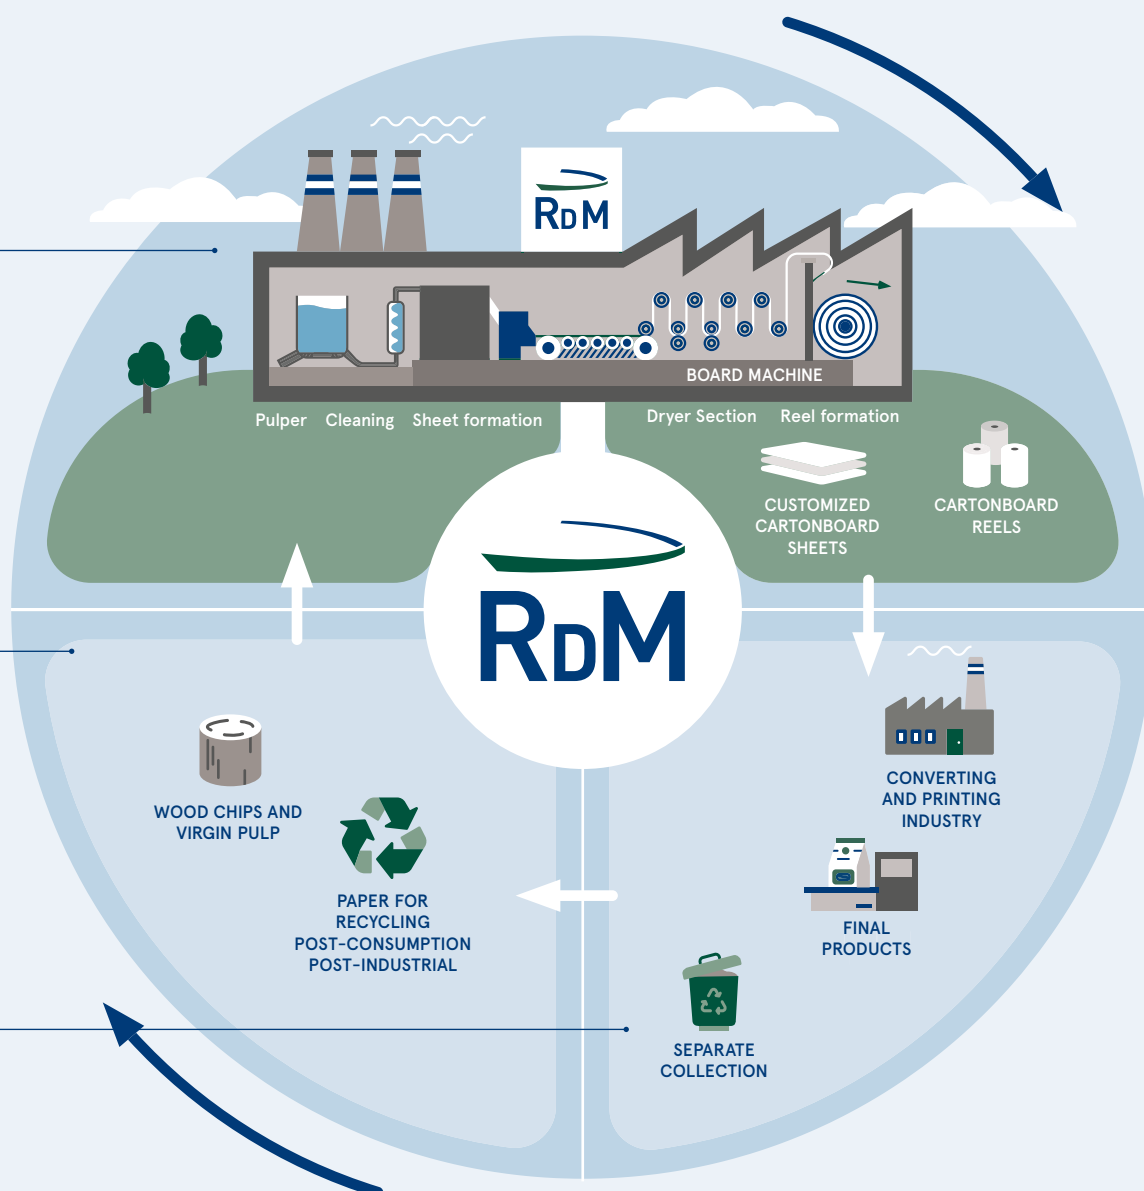 RDM
BOARD MACHINE
Pulper
Cleaning
Sheet formation
Dryer Section
Reel formation
CUSTOMIZED
CARTONBOARD
SHEETS
CARTONBOARD
REELS
RDM
WOOD CHIPS AND
VIRGIN PULP
PAPER FOR
RECYCLING
POST-CONSUMPTION
POST-INDUSTRIAL
CONVERTING
AND PRINTING
INDUSTRY
FINAL
PRODUCTS
SEPARATE
COLLECTION